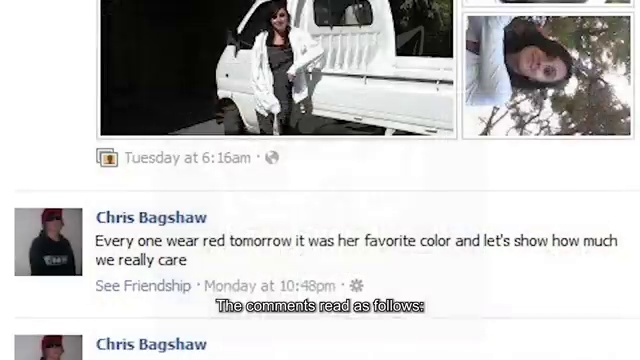 Tuesday at 6:16am ·
Chris Bagshaw
Every one wear red tomorrow it was her favorite color and let's show how much
we really care
See Friendship · Monday at 10:48pm ·
The comments read as follows:
Chris Bagshaw